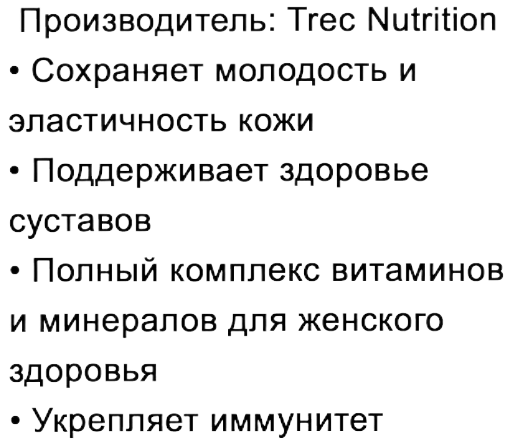 Производитель: Trec Nutrition
• Сохраняет молодость и
эластичность кожи
• Поддерживает здоровье
суставов
• Полный комплекс витаминов
и минералов для женского
здоровья
• Укрепляет иммунитет